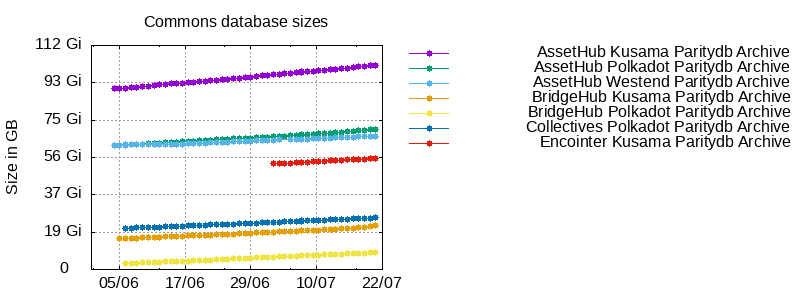 Commons database sizes
112 Gi
93 Gi
75 Gi
56 Gi
37 Gi
19 Gi
0
Size in GB
05/06
17/06
29/06
10/07
22/07
AssetHub Kusama Paritydb Archive
AssetHub Polkadot Paritydb Archive
AssetHub Westend Paritydb Archive
BridgeHub Kusama Paritydb Archive
BridgeHub Polkadot Paritydb Archive
Collectives Polkadot Paritydb Archive
Encointer Kusama Paritydb Archive